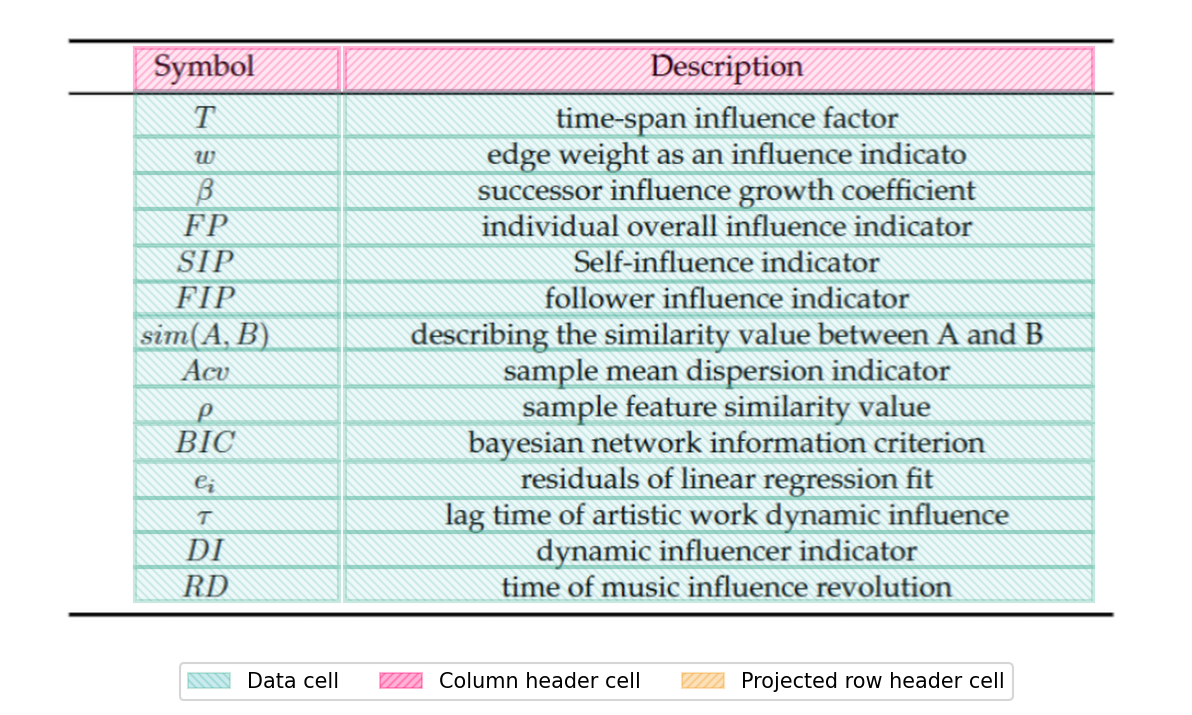 Symbol Description
T time-span influence factor
w edge weight as an influence indicato
β successor influence growth coefficient
FP individual overall influence indicator
SIP Self-influence indicator
FIP follower influence indicator
sim(A, B) describing the similarity value between A and B
Acv sample mean dispersion indicator
ρ sample feature similarity value
BIC bayesian network information criterion
eᵢ residuals of linear regression fit
τ lag time of artistic work dynamic influence
DI dynamic influencer indicator
RD time of music influence revolution
Data cell Column header cell Projected row header cell